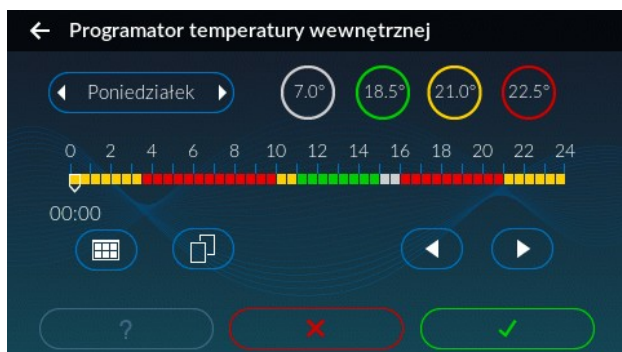 Programator temperatury wewnętrznej
Poniedziałek 7.0° 18.5° 21.0° 22.5°
0 2 4 6 8 10 12 14 16 18 20 22 24
00:00
?